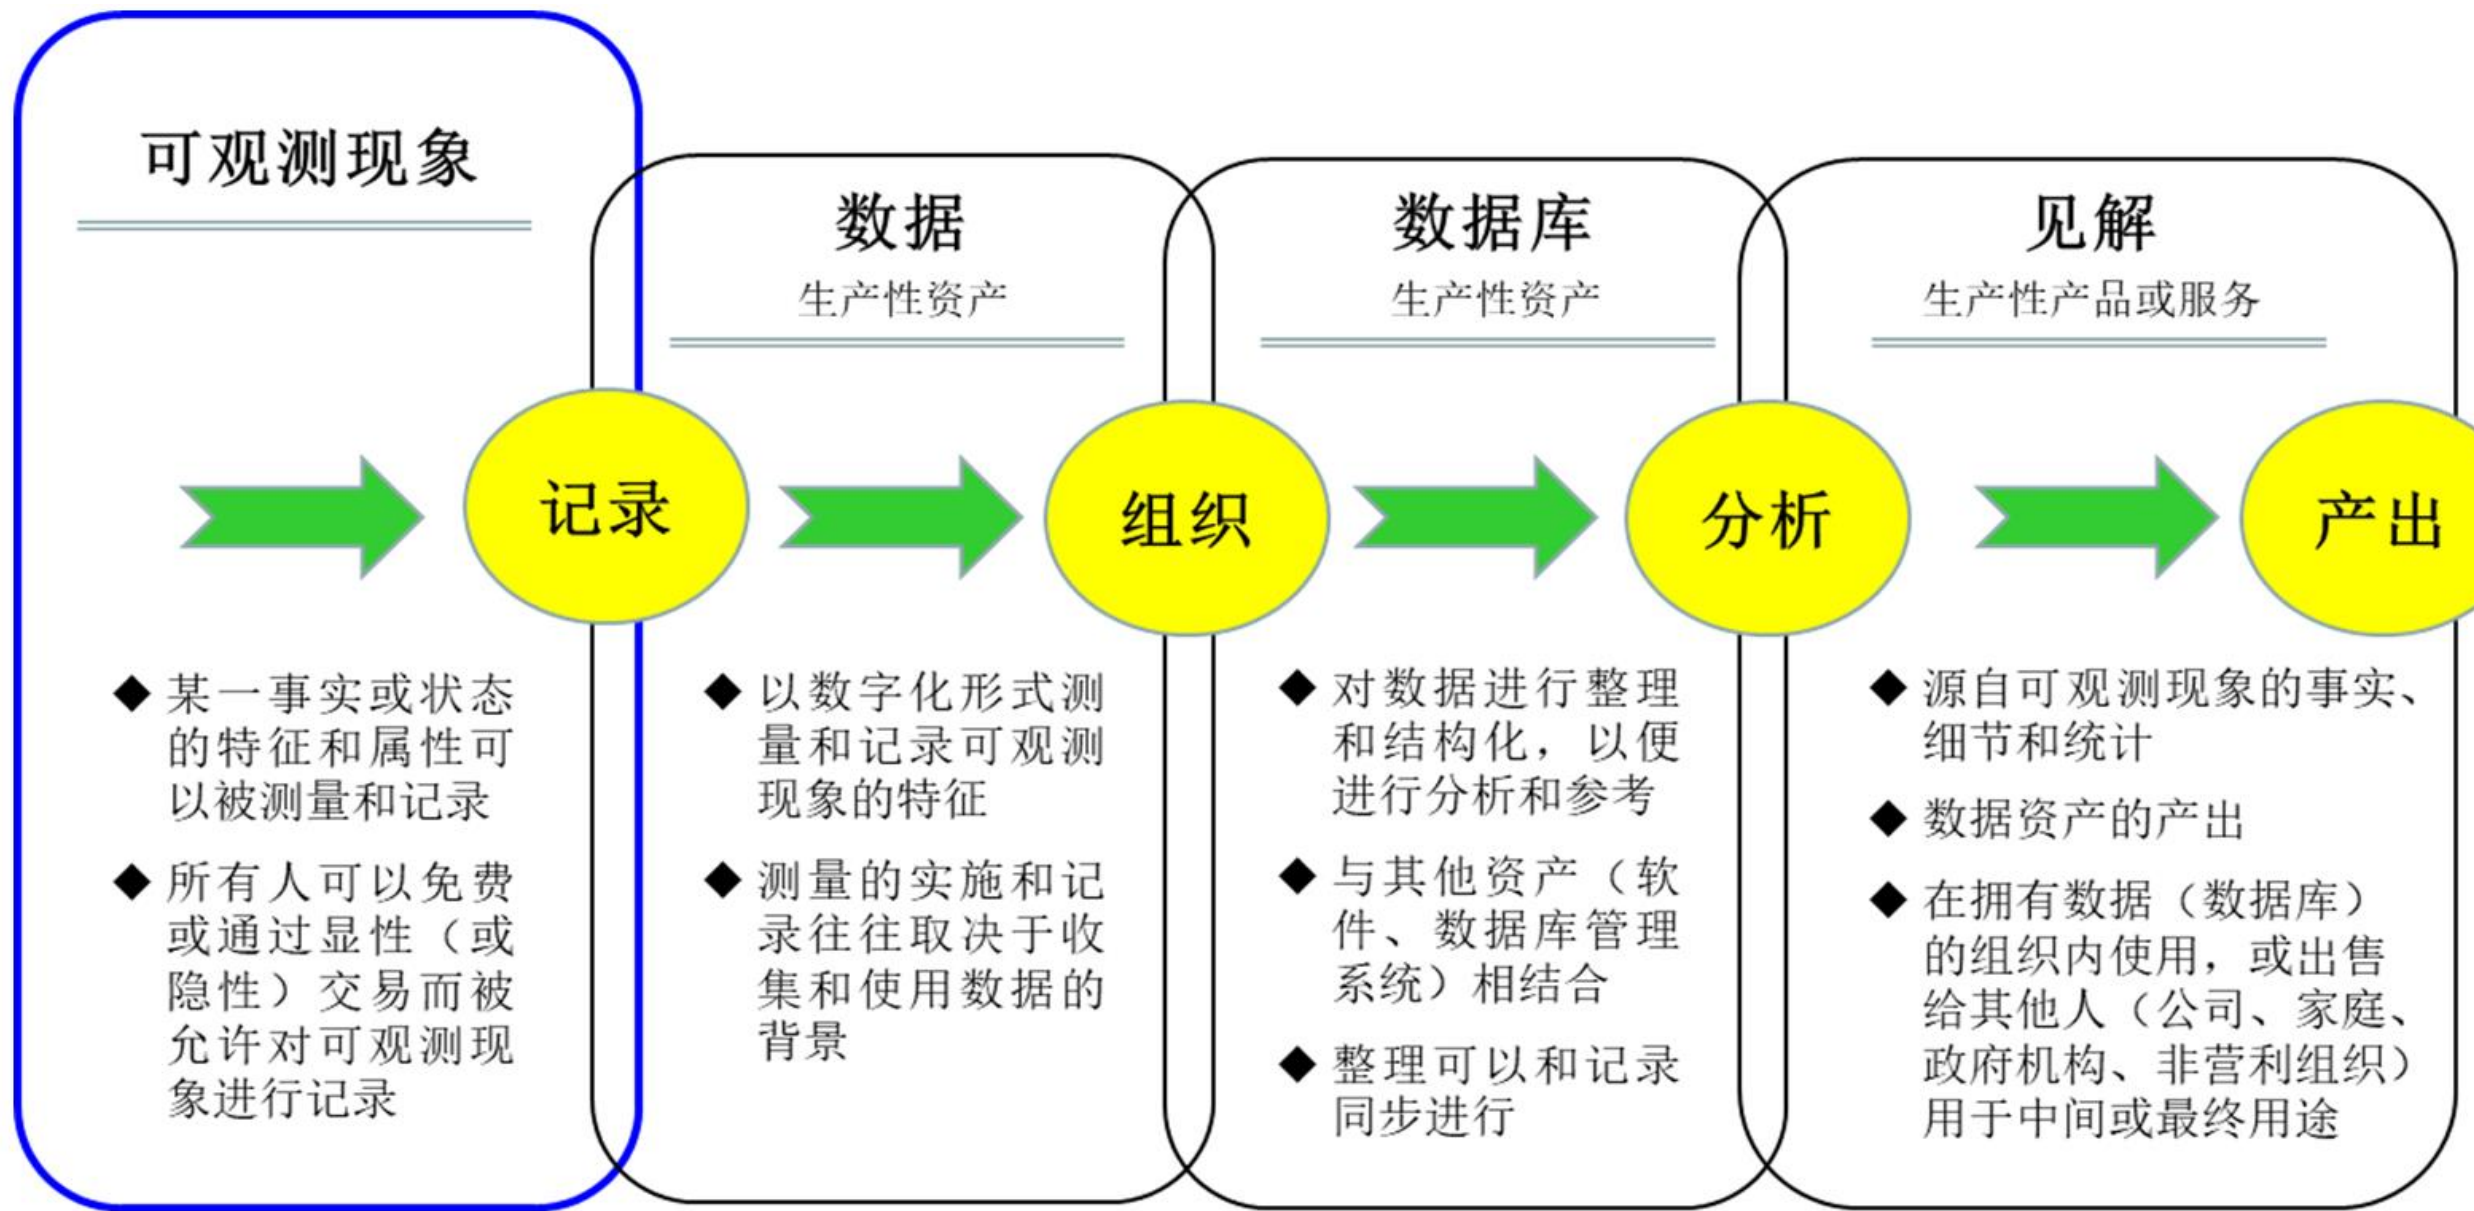 可观测现象
记录
◆ 某一事实或状态
的特征和属性可
以被测量和记录
◆ 所有人可以免费
或通过显性（或
隐性）交易而被
允许对可观测现
象进行记录
数据
生产性资产
组织
◆ 以数字化形式测
量和记录可观测
现象的特征
◆ 测量的实施和记
录往往取决于收
集和使用数据的
背景
数据库
生产性资产
分析
◆ 对数据进行整理
和结构化，以便
进行分析和参考
◆ 与其他资产（软
件、数据库管理
系统）相结合
◆ 整理可以和记录
同步进行
见解
生产性产品或服务
产出
◆ 源自可观测现象的事实、
细节和统计
◆ 数据资产的产出
◆ 在拥有数据（数据库）
的组织内使用，或出售
给其他人（公司、家庭、
政府机构、非营利组织）
用于中间或最终用途